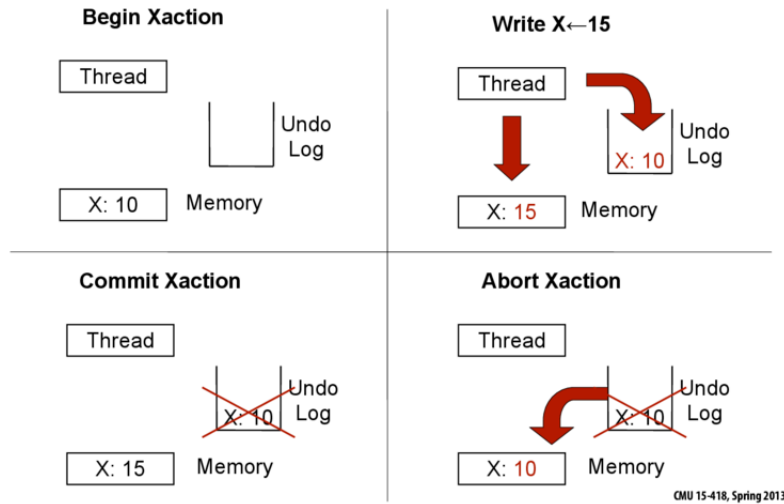 Begin Xaction
Thread
Undo
Log
X: 10
Memory
Write X←15
Thread
Undo
Log
X: 10
X: 15
Memory
Commit Xaction
Thread
Undo
Log
X: 10
X: 15
Memory
Abort Xaction
Thread
Undo
Log
X: 10
X: 10
Memory
CMU 15-418, Spring 2013